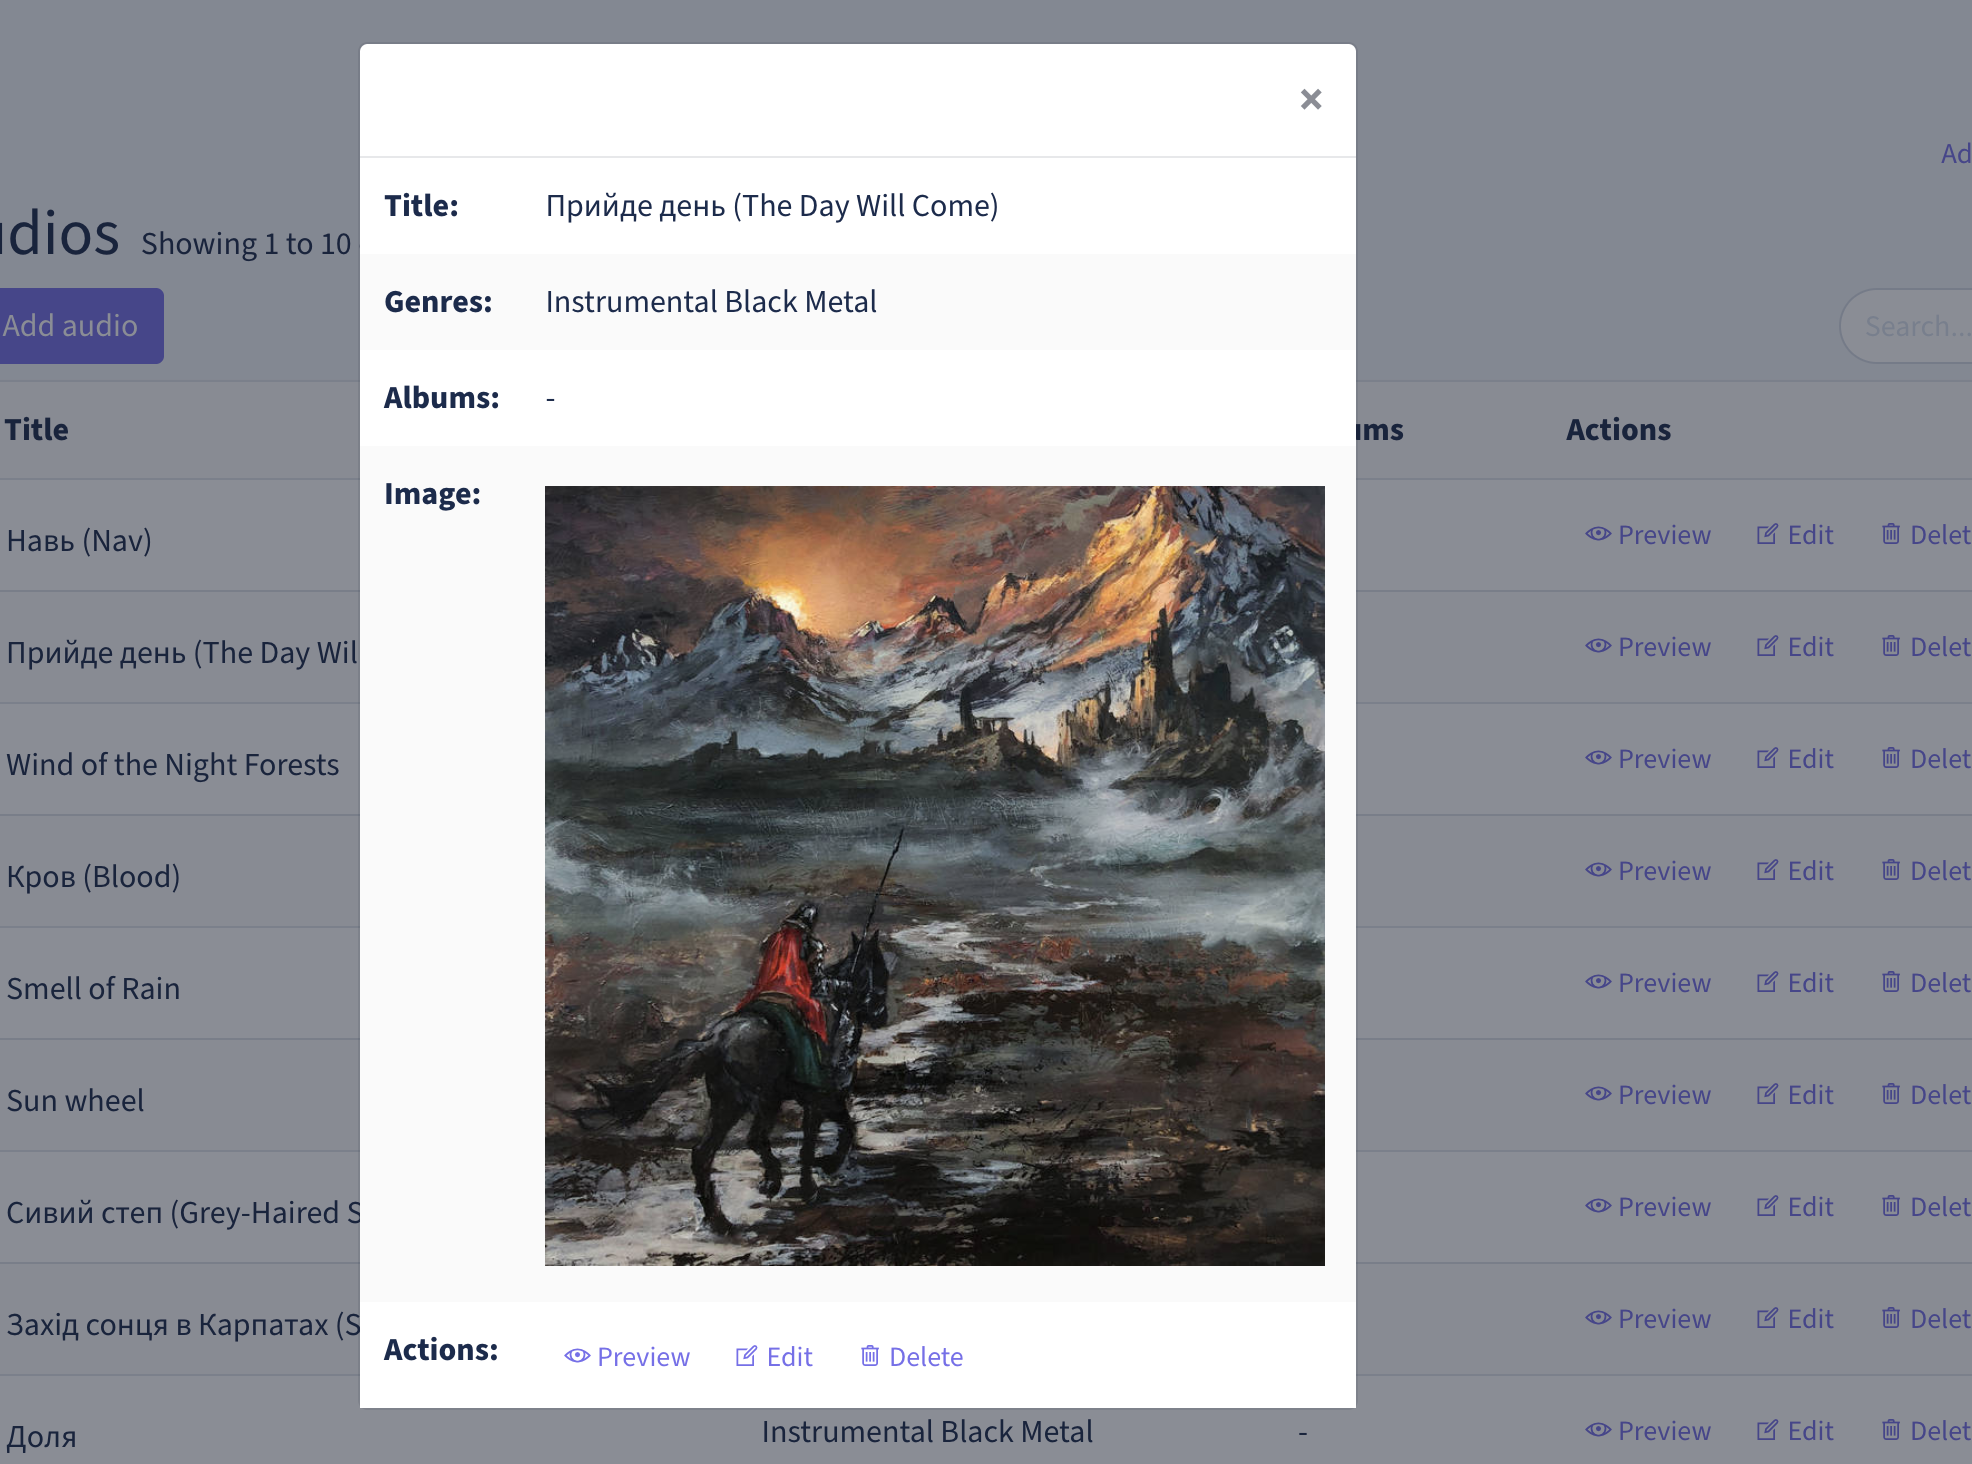 ×
Ad
dios Showing 1 to 10
Add audio
Search...
Title: Прийде день (The Day Will Come)
Genres: Instrumental Black Metal
Albums: -
Image:
Actions: Preview Edit Delete
Title ms Actions
Навь (Nav) Preview Edit Delet
Прийде день (The Day Wil Preview Edit Delet
Wind of the Night Forests Preview Edit Delet
Кров (Blood) Preview Edit Delet
Smell of Rain Preview Edit Delet
Sun wheel Preview Edit Delet
Сивий степ (Grey-Haired S Preview Edit Delet
Захід сонця в Карпатах (S Preview Edit Delet
Доля Instrumental Black Metal - Preview Edit Delet